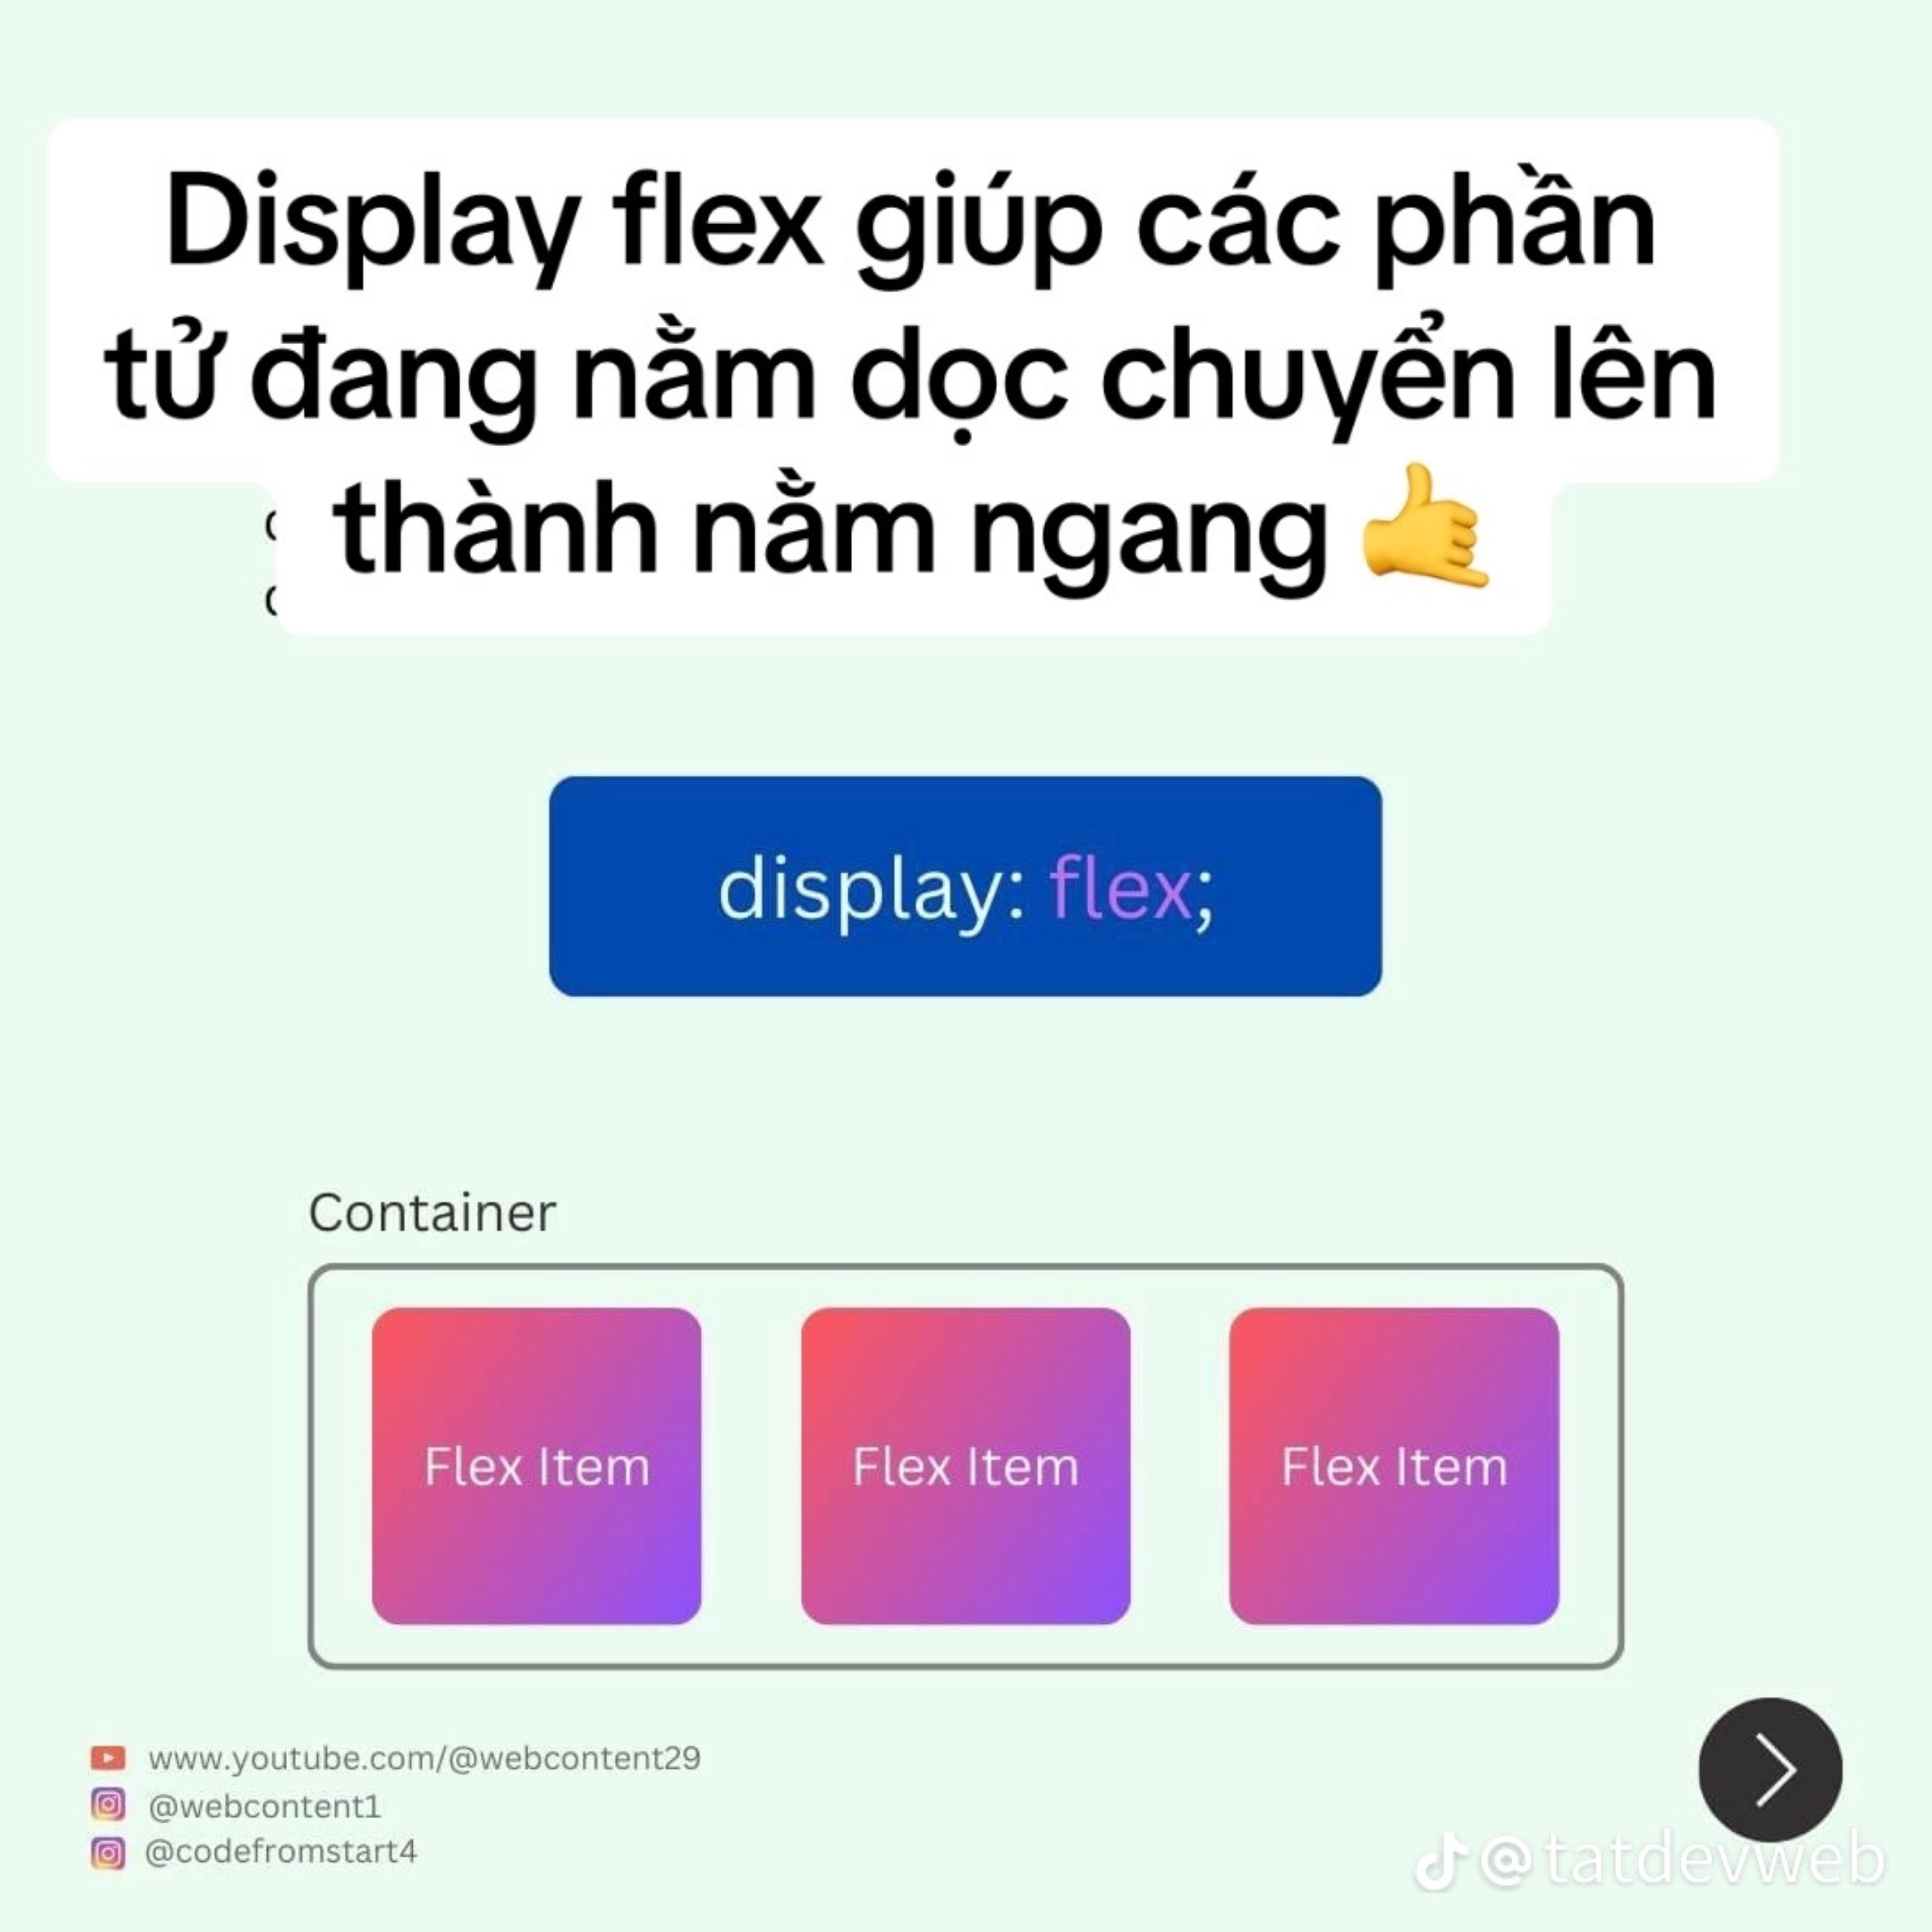 Display flex giúp các phần
tử đang nằm dọc chuyển lên
thành nằm ngang 🤙
display: flex;
Container
Flex Item
Flex Item
Flex Item
www.youtube.com/@webcontent29
@webcontent1
@codefromstart4
@tatdevweb